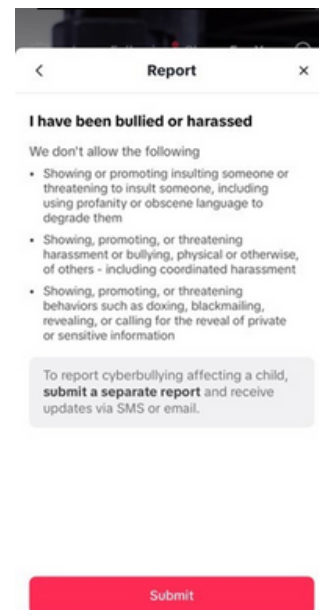 Report
I have been bullied or harassed
We don't allow the following
• Showing or promoting insulting someone or
threatening to insult someone, including
using profanity or obscene language to
degrade them
• Showing, promoting, or threatening
harassment or bullying, physical or otherwise,
of others - including coordinated harassment
• Showing, promoting, or threatening
behaviors such as doxing, blackmailing,
revealing, or calling for the reveal of private
or sensitive information
To report cyberbullying affecting a child,
submit a separate report and receive
updates via SMS or email.
Submit